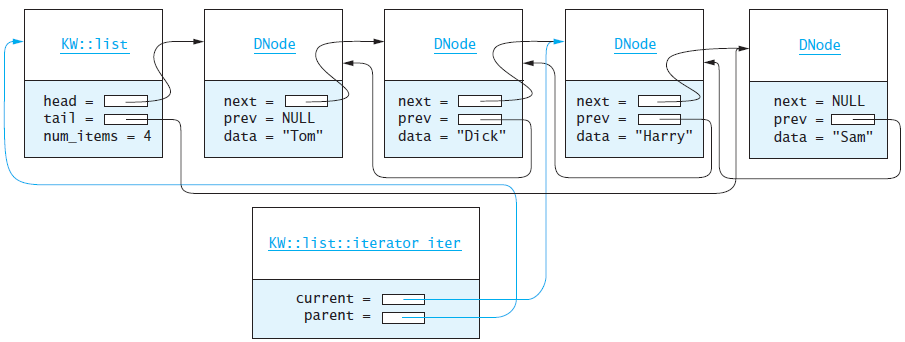 KW::list
head =
tail =
num_items = 4
DNode
next =
prev = NULL
data = "Tom"
DNode
next =
prev =
data = "Dick"
DNode
next =
prev =
data = "Harry"
DNode
next = NULL
prev =
data = "Sam"
KW::list::iterator iter
current =
parent =